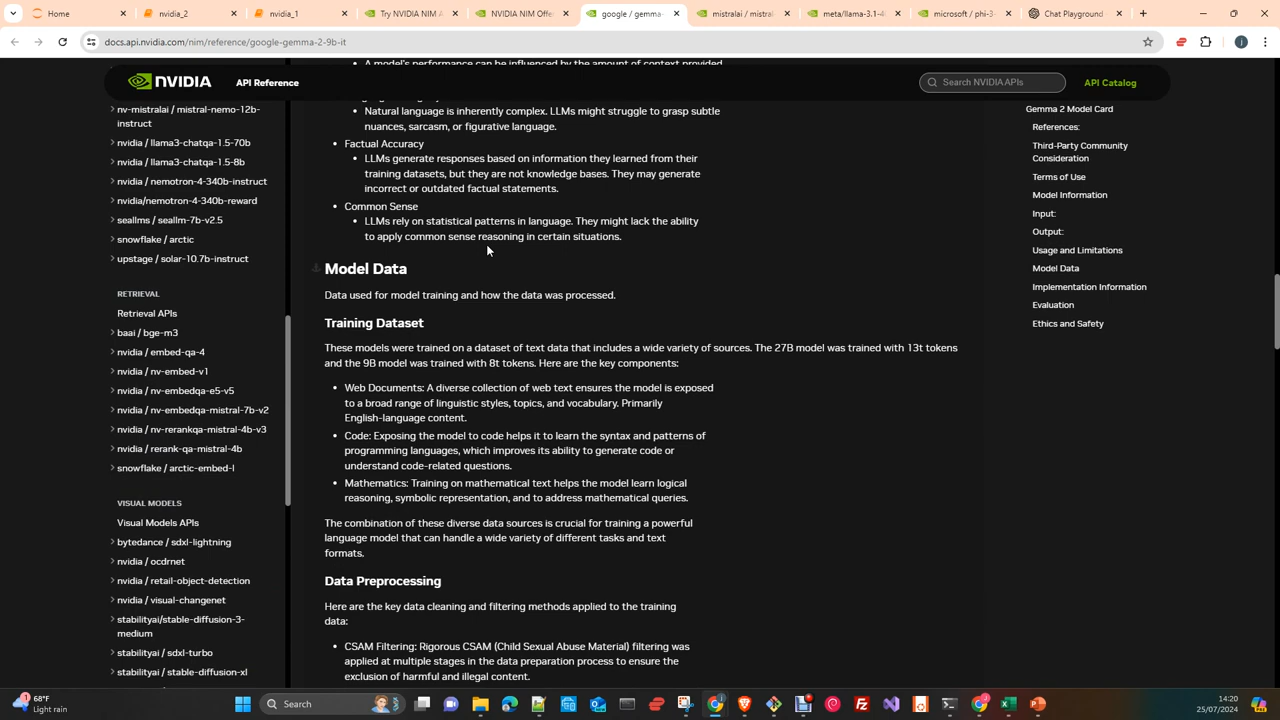 Home
nvidia_2
nvidia_1
Try NVIDIA NIM A
NVIDIA NIM Offe
google / gemma-
mistralai / mistral
meta/llama-3.1-4
microsoft / phi-3
Chat Playground
docs.api.nvidia.com/nim/reference/google-gemma-2-9b-it
A model's performance can be influenced by the amount of context provided
NVIDIA
API Reference
Search NVIDIA APIs
API Catalog
nv-mistralai / mistral-nemo-12b-
instruct
nvidia / llama3-chatqa-1.5-70b
nvidia / llama3-chatqa-1.5-8b
nvidia / nemotron-4-340b-instruct
nvidia/nemotron-4-340b-reward
seallms / seallm-7b-v2.5
snowflake / arctic
upstage / solar-10.7b-instruct
RETRIEVAL
Retrieval APIs
baai / bge-m3
nvidia / embed-qa-4
nvidia / nv-embed-v1
nvidia / nv-embedqa-e5-v5
nvidia / nv-embedqa-mistral-7b-v2
nvidia / nv-rerankqa-mistral-4b-v3
nvidia / rerank-qa-mistral-4b
snowflake / arctic-embed-l
VISUAL MODELS
Visual Models APIs
bytedance / sdxl-lightning
nvidia / ocdrnet
nvidia / retail-object-detection
nvidia / visual-changenet
stabilityai/stable-diffusion-3-
medium
stabilityai / sdxl-turbo
stabilityai / stable-diffusion-xl
Natural language is inherently complex. LLMs might struggle to grasp subtle
nuances, sarcasm, or figurative language.
Factual Accuracy
LLMs generate responses based on information they learned from their
training datasets, but they are not knowledge bases. They may generate
incorrect or outdated factual statements.
Common Sense
LLMs rely on statistical patterns in language. They might lack the ability
to apply common sense reasoning in certain situations.
Model Data
Data used for model training and how the data was processed.
Training Dataset
These models were trained on a dataset of text data that includes a wide variety of sources. The 27B model was trained with 13t tokens
and the 9B model was trained with 8t tokens. Here are the key components:
Web Documents: A diverse collection of web text ensures the model is exposed
to a broad range of linguistic styles, topics, and vocabulary. Primarily
English-language content.
Code: Exposing the model to code helps it to learn the syntax and patterns of
programming languages, which improves its ability to generate code or
understand code-related questions.
Mathematics: Training on mathematical text helps the model learn logical
reasoning, symbolic representation, and to address mathematical queries.
The combination of these diverse data sources is crucial for training a powerful
language model that can handle a wide variety of different tasks and text
formats.
Data Preprocessing
Here are the key data cleaning and filtering methods applied to the training
data:
CSAM Filtering: Rigorous CSAM (Child Sexual Abuse Material) filtering was
applied at multiple stages in the data preparation process to ensure the
exclusion of harmful and illegal content.
Gemma 2 Model Card
References:
Third-Party Community
Consideration
Terms of Use
Model Information
Input:
Output:
Usage and Limitations
Model Data
Implementation Information
Evaluation
Ethics and Safety
68°F
Light rain
Search
14:20
25/07/2024